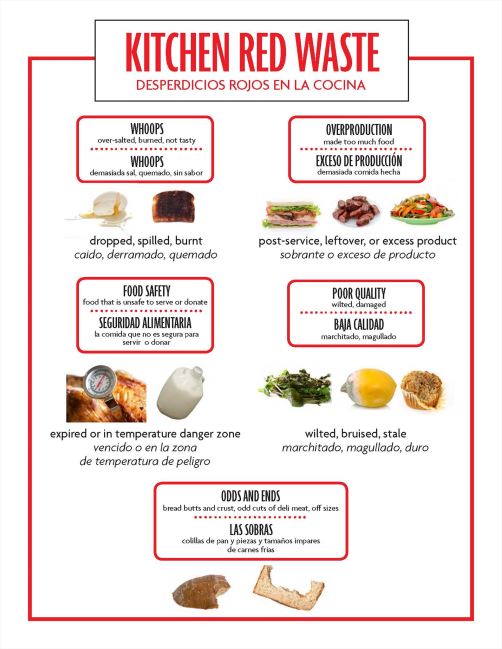 KITCHEN RED WASTE
DESPERDICIOS ROJOS EN LA COCINA
WHOOPS
over-salted, burned, not tasty
WHOOPS
demasiada sal, quemado, sin sabor
dropped, spilled, burnt
caido, derramado, quemado
OVERPRODUCTION
made too much food
EXCESO DE PRODUCCIÓN
demasiada comida hecha
post-service, leftover, or excess product
sobrante o exceso de producto
FOOD SAFETY
food that is unsafe to serve or donate
SEGURIDAD ALIMENTARIA
la comida que no es segura para
servir o donar
expired or in temperature danger zone
vencido o en la zona
de temperatura de peligro
POOR QUALITY
wilted, damaged
BAJA CALIDAD
marchitado, magullado
wilted, bruised, stale
marchitado, magullado, duro
ODDS AND ENDS
bread butts and crust, odd cuts of deli meat, off sizes
LAS SOBRAS
colillas de pan y piezas y tamaños impares
de carnes frias